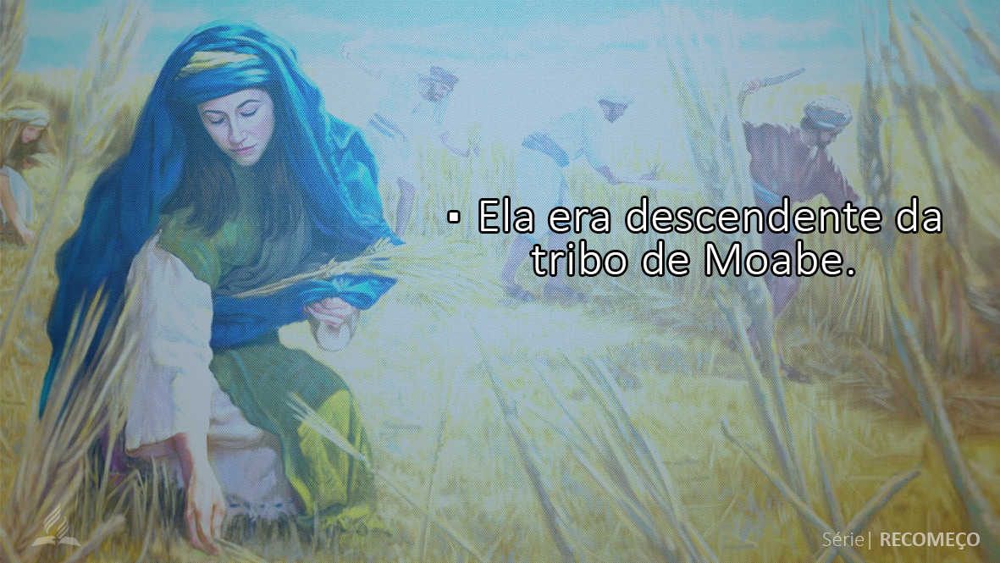 ▪ Ela era descendente da
tribo de Moabe.
Série| RECOMEÇO